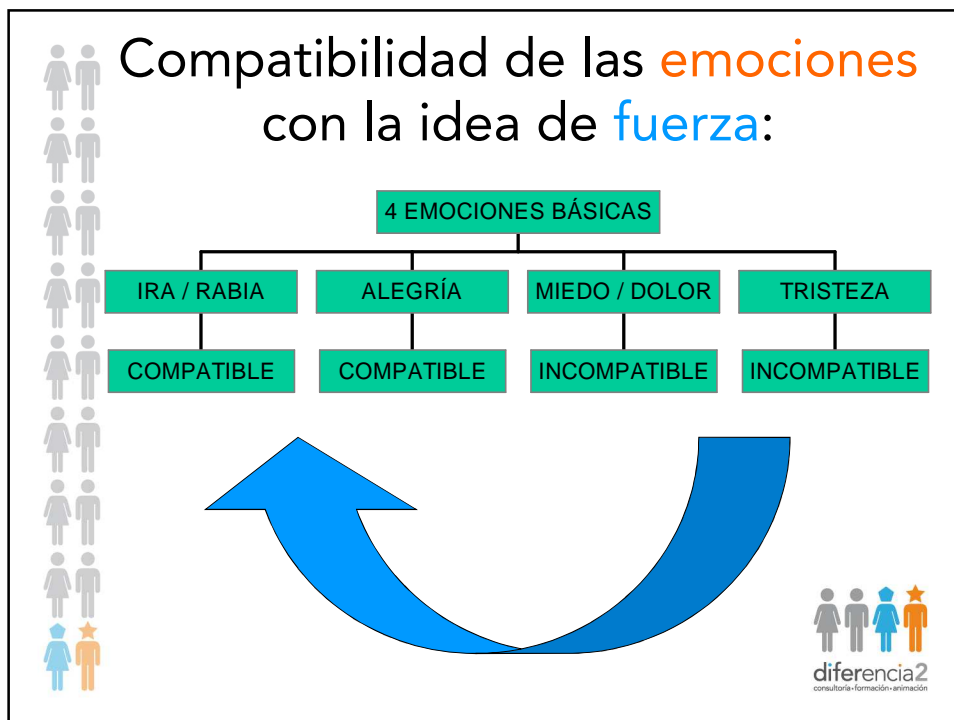 Compatibilidad de las emociones
con la idea de fuerza:
4 EMOCIONES BÁSICAS
IRA / RABIA
ALEGRÍA
MIEDO / DOLOR
TRISTEZA
COMPATIBLE
COMPATIBLE
INCOMPATIBLE
INCOMPATIBLE
diferencia2
consultoría•formación•animación